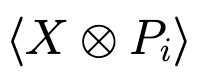 ⟨X ⊗ P_i⟩